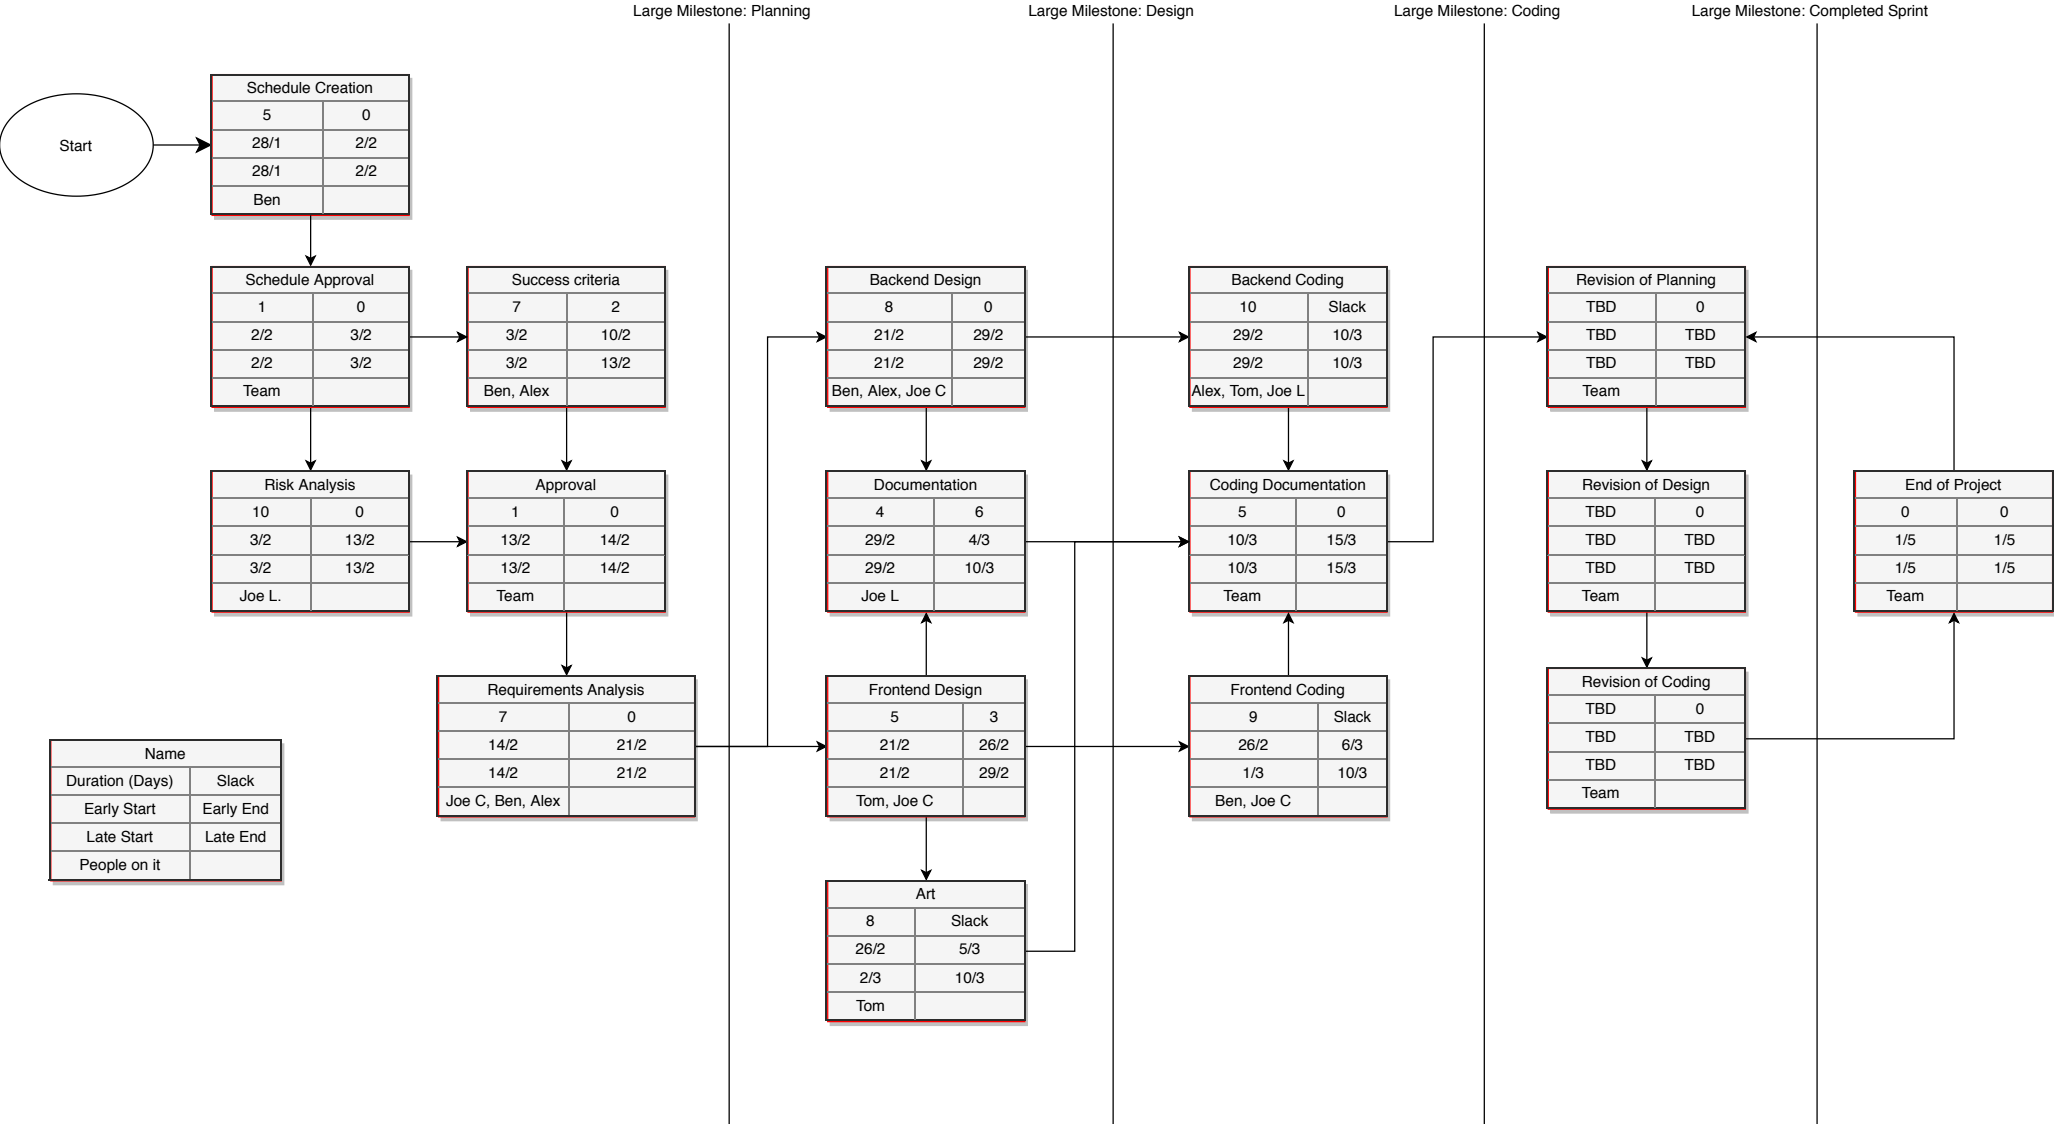 Large Milestone: Planning
Large Milestone: Design
Large Milestone: Coding
Large Milestone: Completed Sprint
Start
Schedule Creation
5 0
28/1 2/2
28/1 2/2
Ben
Schedule Approval
1 0
2/2 3/2
2/2 3/2
Team
Success criteria
7 2
3/2 10/2
3/2 13/2
Ben, Alex
Risk Analysis
10 0
3/2 13/2
3/2 13/2
Joe L.
Approval
1 0
13/2 14/2
13/2 14/2
Team
Requirements Analysis
7 0
14/2 21/2
14/2 21/2
Joe C, Ben, Alex
Name
Duration (Days) Slack
Early Start Early End
Late Start Late End
People on it
Backend Design
8 0
21/2 29/2
21/2 29/2
Ben, Alex, Joe C
Documentation
4 6
29/2 4/3
29/2 10/3
Joe L
Frontend Design
5 3
21/2 26/2
21/2 29/2
Tom, Joe C
Art
8 Slack
26/2 5/3
2/3 10/3
Tom
Backend Coding
10 Slack
29/2 10/3
29/2 10/3
Alex, Tom, Joe L
Coding Documentation
5 0
10/3 15/3
10/3 15/3
Team
Frontend Coding
9 Slack
26/2 6/3
1/3 10/3
Ben, Joe C
Revision of Planning
TBD 0
TBD TBD
TBD TBD
Team
Revision of Design
TBD 0
TBD TBD
TBD TBD
Team
Revision of Coding
TBD 0
TBD TBD
TBD TBD
Team
End of Project
0 0
1/5 1/5
1/5 1/5
Team